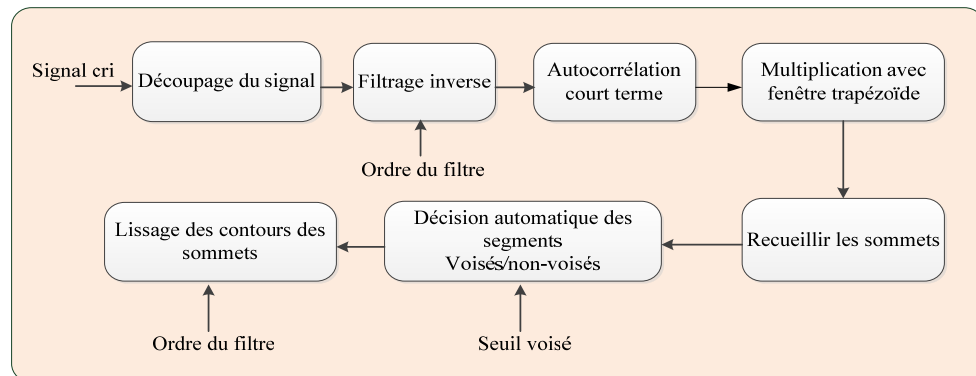 Signal cri
Découpage du signal
Filtrage inverse
Autocorrélation
court terme
Multiplication avec
fenêtre trapézoïde
Ordre du filtre
Lissage des contours des
sommets
Décision automatique des
segments
Voisés/non-voisés
Recueillir les sommets
Ordre du filtre
Seuil voisé